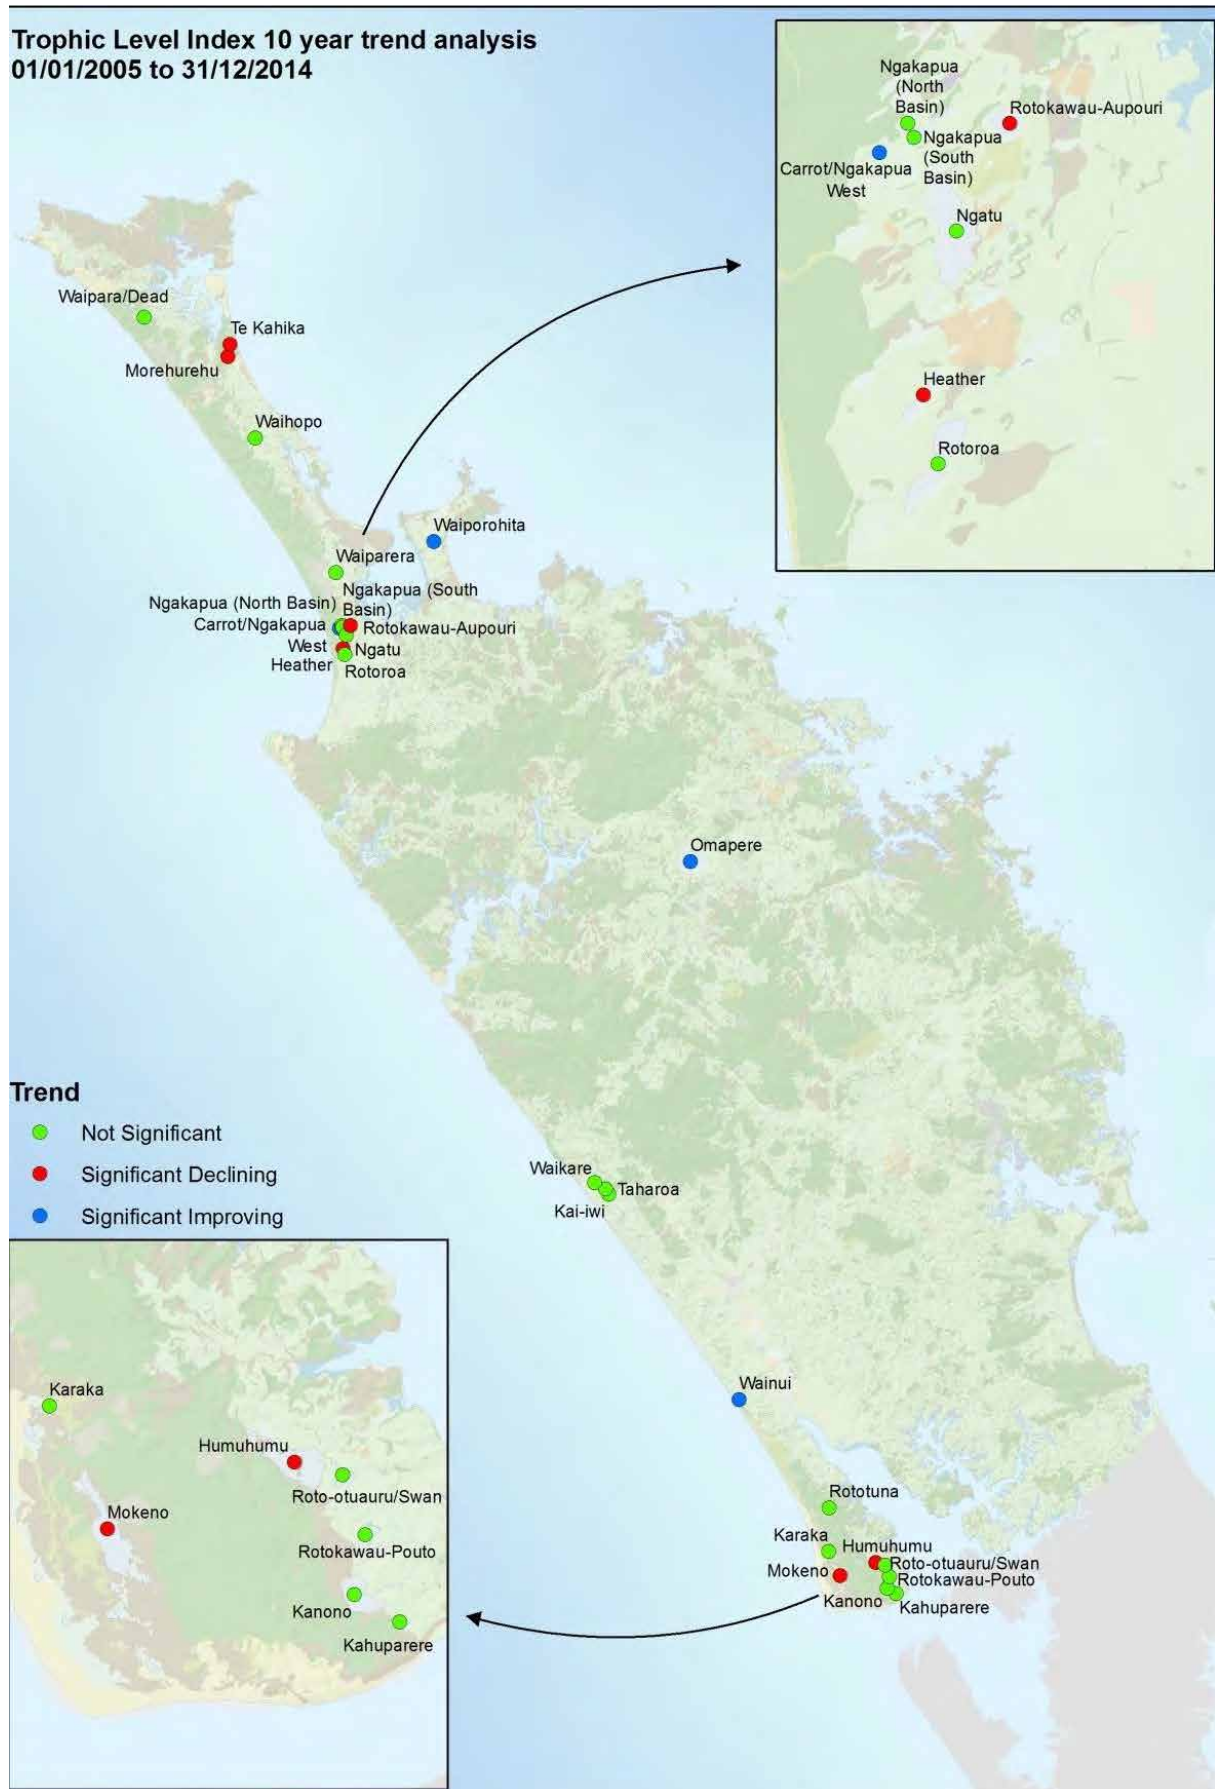 Trophic Level Index 10 year trend analysis
01/01/2005 to 31/12/2014
Ngakapua
(North
Basin)
Rotokawau-Aupouri
Ngakapua
(South
Basin)
Carrot/Ngakapua
West
Ngatu
Heather
Rotoroa
Waipara/Dead
Te Kahika
Morehurehu
Waihopo
Waiporohita
Waiparera
Ngakapua (South
Basin)
Ngakapua (North Basin)
Carrot/Ngakapua
West
Rotokawau-Aupouri
Ngatu
Heather
Rotoroa
Omapere
Trend
Not Significant
Significant Declining
Significant Improving
Waikare
Taharoa
Kai-iwi
Wainui
Rototuna
Karaka
Humuhumu
Roto-otuauru/Swan
Mokeno
Rotokawau-Pouto
Kanono
Kahuparere
Karaka
Humuhumu
Roto-otuauru/Swan
Mokeno
Rotokawau-Pouto
Kanono
Kahuparere